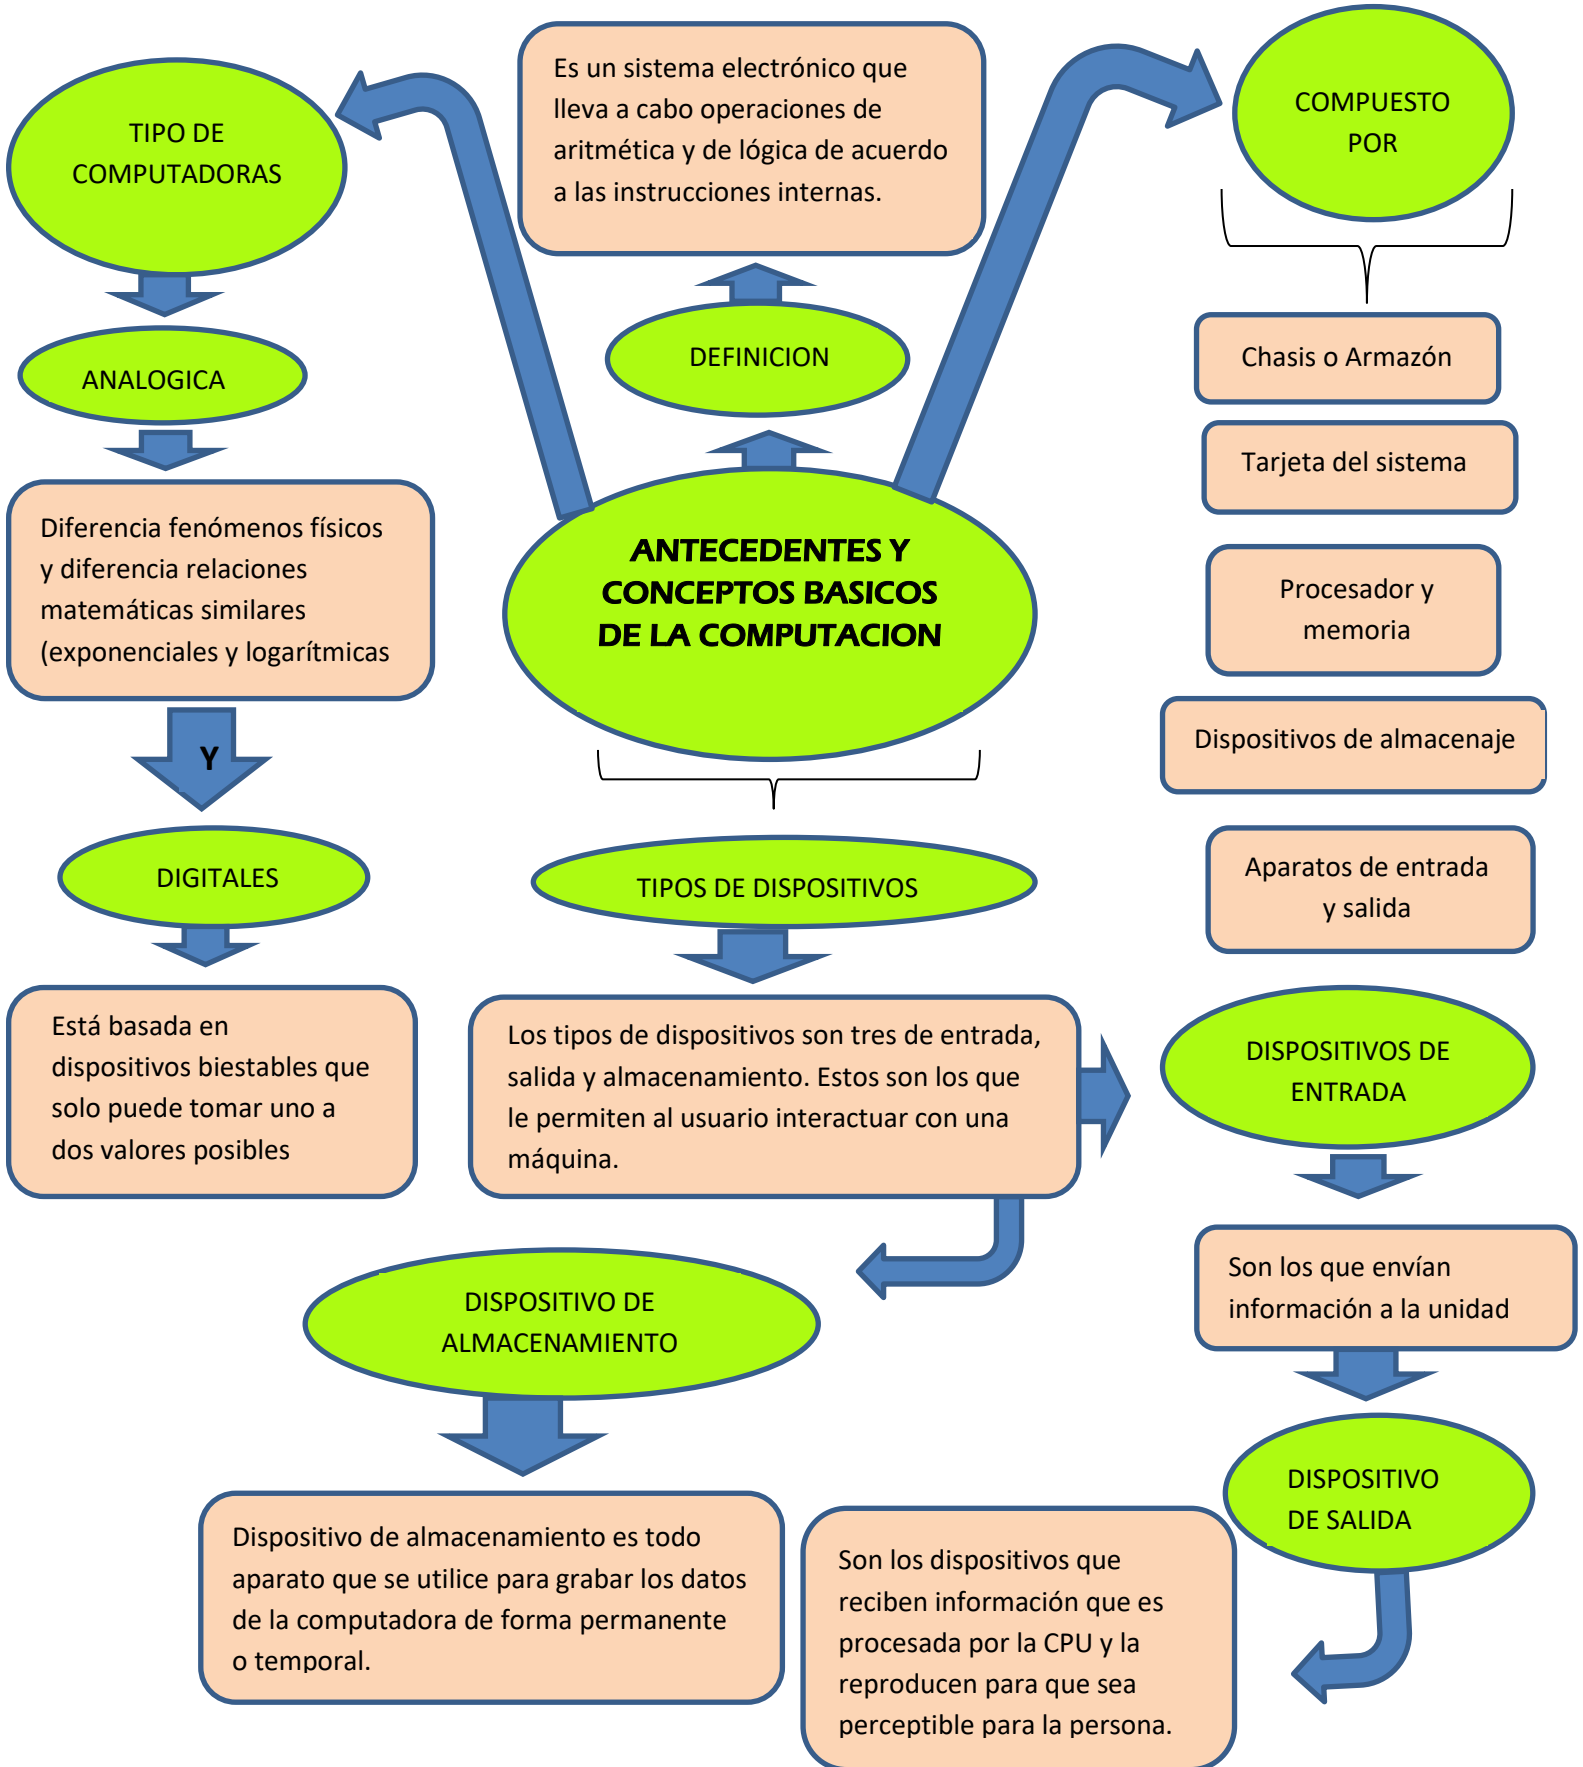 TIPO DE
COMPUTADORAS
Es un sistema electrónico que
lleva a cabo operaciones de
aritmética y de lógica de acuerdo
a las instrucciones internas.
COMPUESTO
POR
DEFINICION
ANALOGICA
Chasis o Armazón
Tarjeta del sistema
Procesador y
memoria
Dispositivos de almacenaje
Aparatos de entrada
y salida
Diferencia fenómenos físicos
y diferencia relaciones
matemáticas similares
(exponenciales y logarítmicas
ANTECEDENTES Y
CONCEPTOS BASICOS
DE LA COMPUTACION
Y
DIGITALES
TIPOS DE DISPOSITIVOS
Está basada en
dispositivos biestables que
solo puede tomar uno a
dos valores posibles
Los tipos de dispositivos son tres de entrada,
salida y almacenamiento. Estos son los que
le permiten al usuario interactuar con una
máquina.
DISPOSITIVOS DE
ENTRADA
Son los que envían
información a la unidad
DISPOSITIVO DE
ALMACENAMIENTO
DISPOSITIVO
DE SALIDA
Dispositivo de almacenamiento es todo
aparato que se utilice para grabar los datos
de la computadora de forma permanente
o temporal.
Son los dispositivos que
reciben información que es
procesada por la CPU y la
reproducen para que sea
perceptible para la persona.